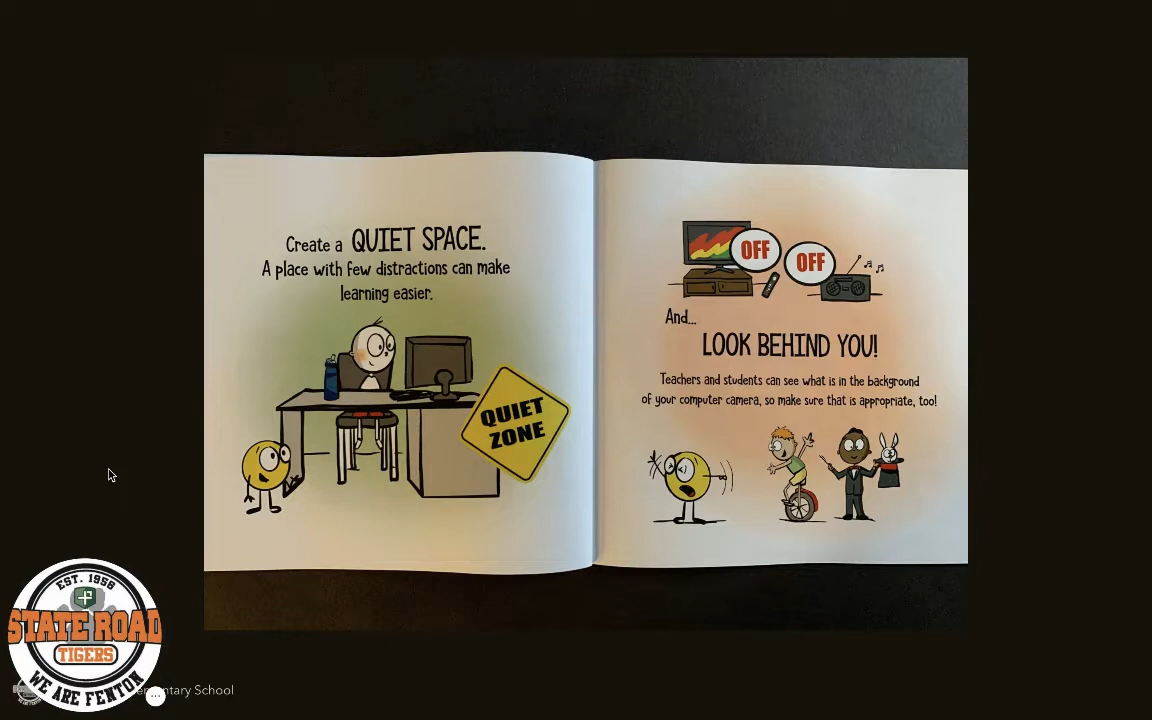 Create a QUIET SPACE.
A place with few distractions can make
learning easier.
QUIET
ZONE
OFF
OFF
And...
LOOK BEHIND YOU!
Teachers and students can see what is in the background
of your computer camera, so make sure that is appropriate, too!
EST. 1956
STATE ROAD
TIGERS
WE ARE FENTON
School